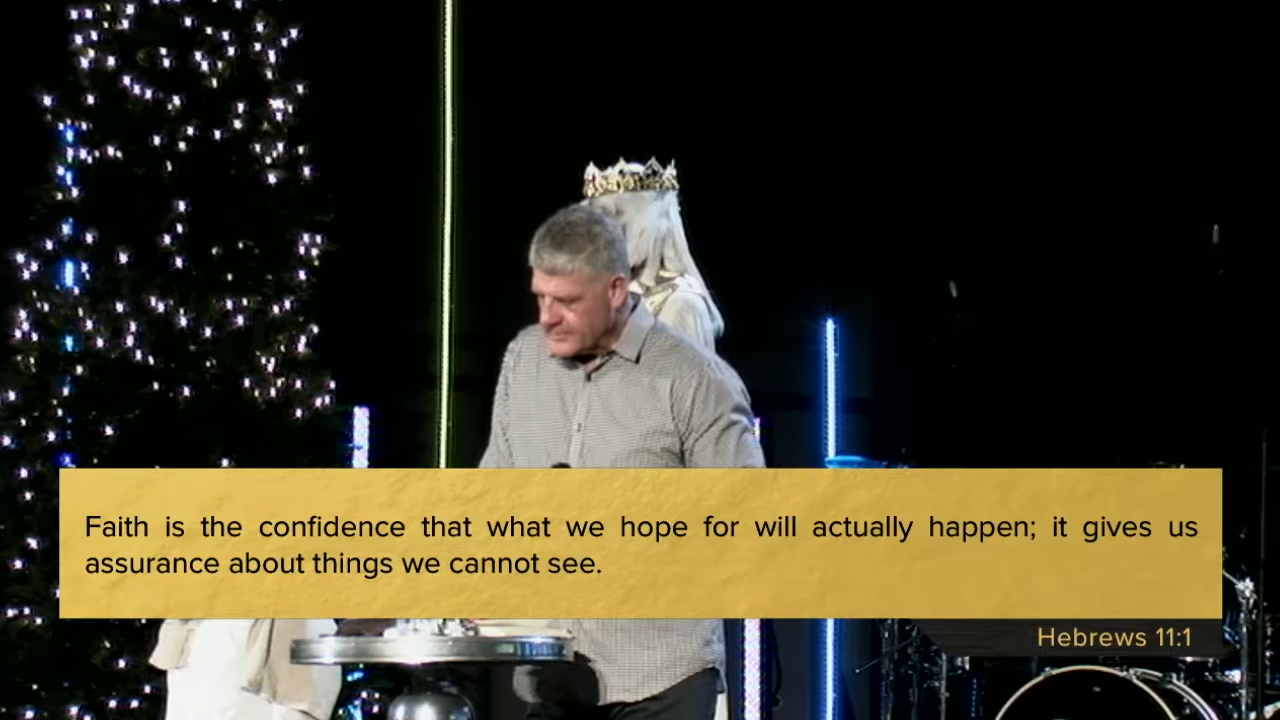 Faith is the confidence that what we hope for will actually happen; it gives us
assurance about things we cannot see.
Hebrews 11:1